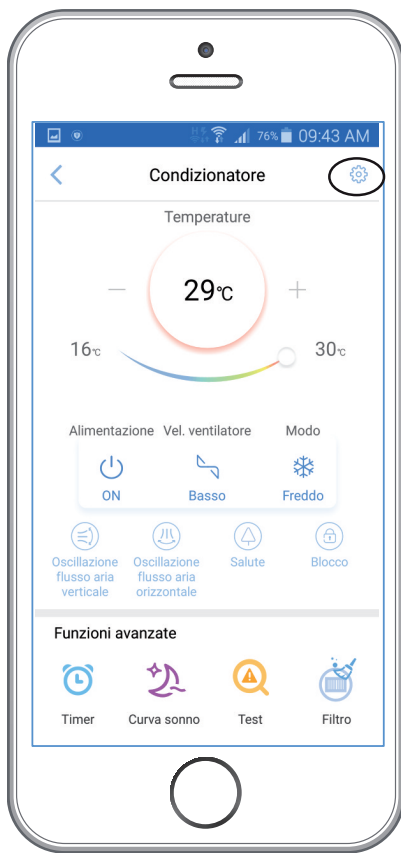 76% 09:43 AM
Condizionatore
Temperature
29°C
16°C 30°C
Alimentazione Vel. ventilatore Modo
ON Basso Freddo
Oscillazione flusso aria verticale
Oscillazione flusso aria orizzontale
Salute
Blocco
Funzioni avanzate
Timer Curva sonno Test Filtro